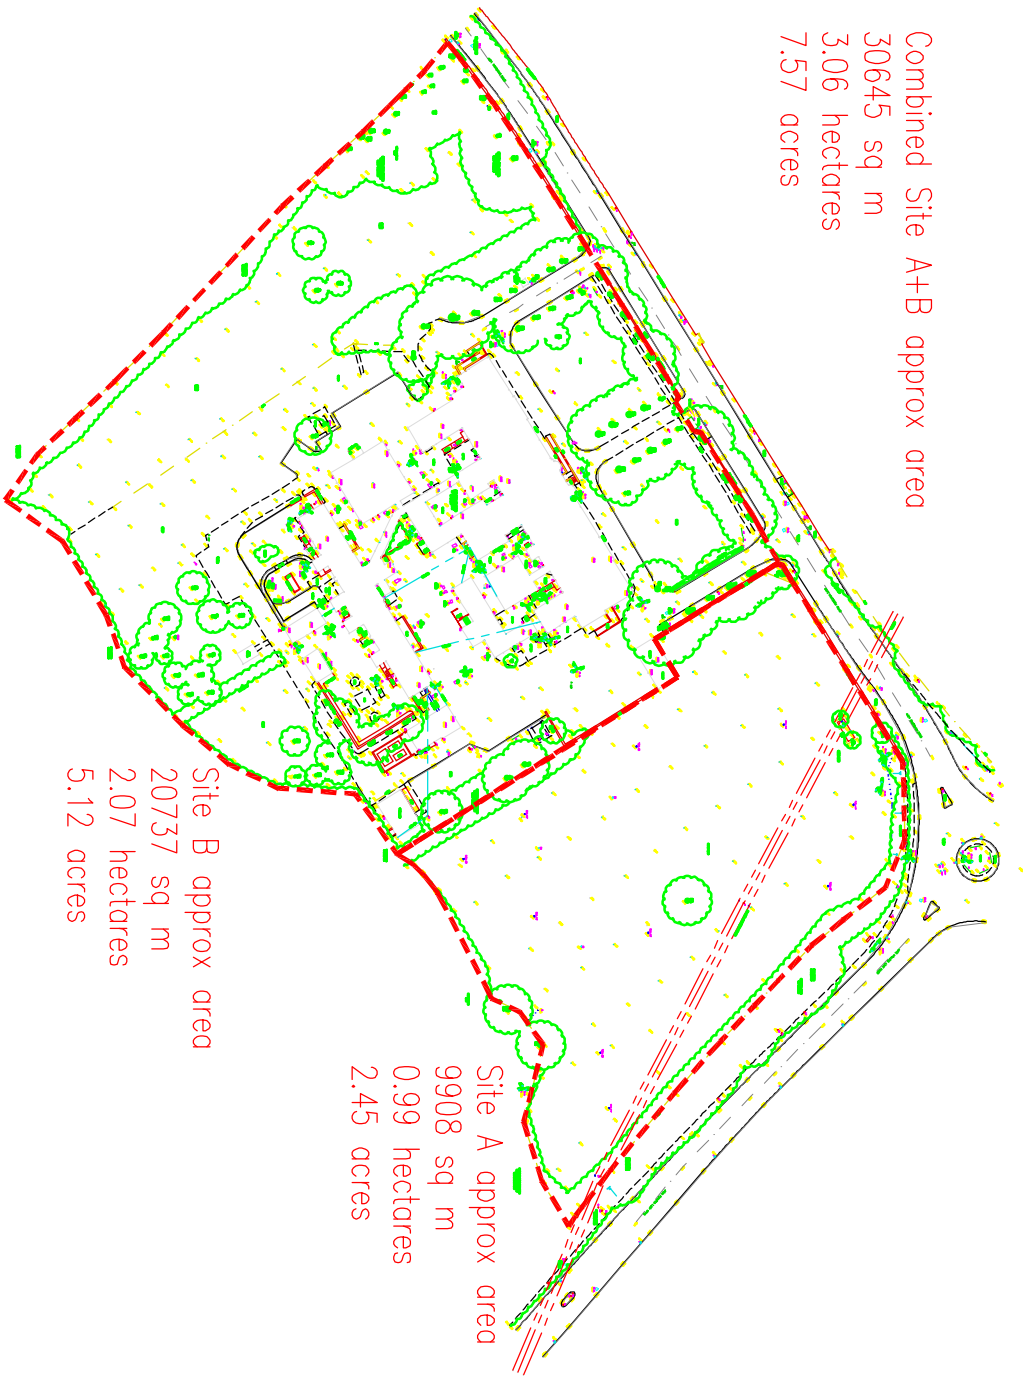 Combined Site A+B approx area
30645 sq m
3.06 hectares
7.57 acres
Site B approx area
20737 sq m
2.07 hectares
5.112 acres
Site A approx area
9908 sq m
0.99 hectares
2.45 acres